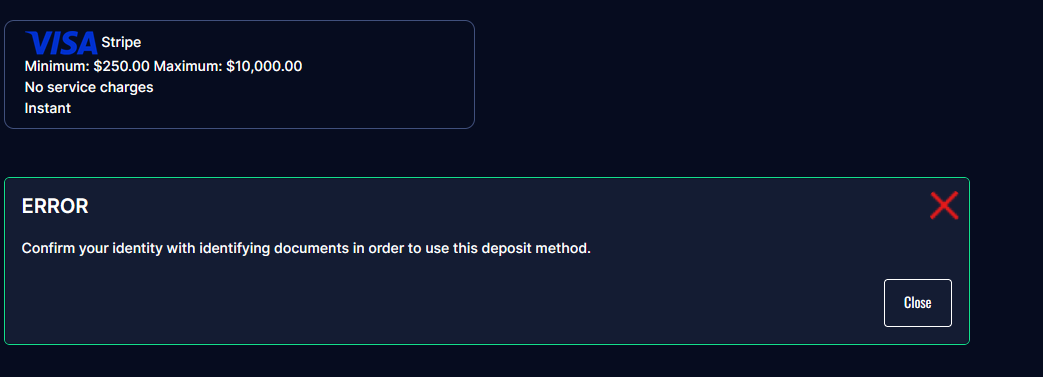 VISA Stripe
Minimum: $250.00 Maximum: $10,000.00
No service charges
Instant
ERROR
Confirm your identity with identifying documents in order to use this deposit method.
Close